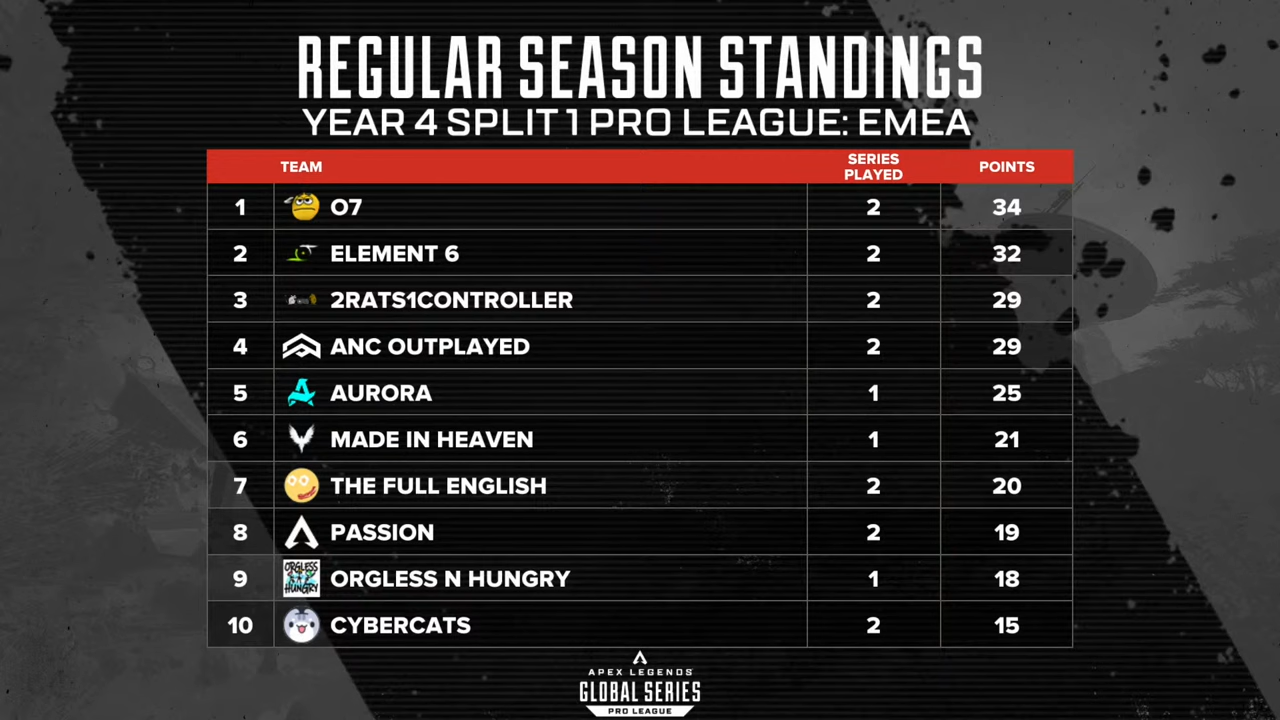 REGULAR SEASON STANDINGS
YEAR 4 SPLIT 1 PRO LEAGUE: EMEA
TEAM SERIES PLAYED POINTS
1 O7 2 34
2 ELEMENT 6 2 32
3 2RATS1CONTROLLER 2 29
4 ANC OUTPLAYED 2 29
5 AURORA 1 25
6 MADE IN HEAVEN 1 21
7 THE FULL ENGLISH 2 20
8 PASSION 2 19
9 ORGLESS HUNGRY ORGLESS N HUNGRY 1 18
10 CYBERCATS 2 15
APEX LEGENDS
GLOBAL SERIES
PRO LEAGUE